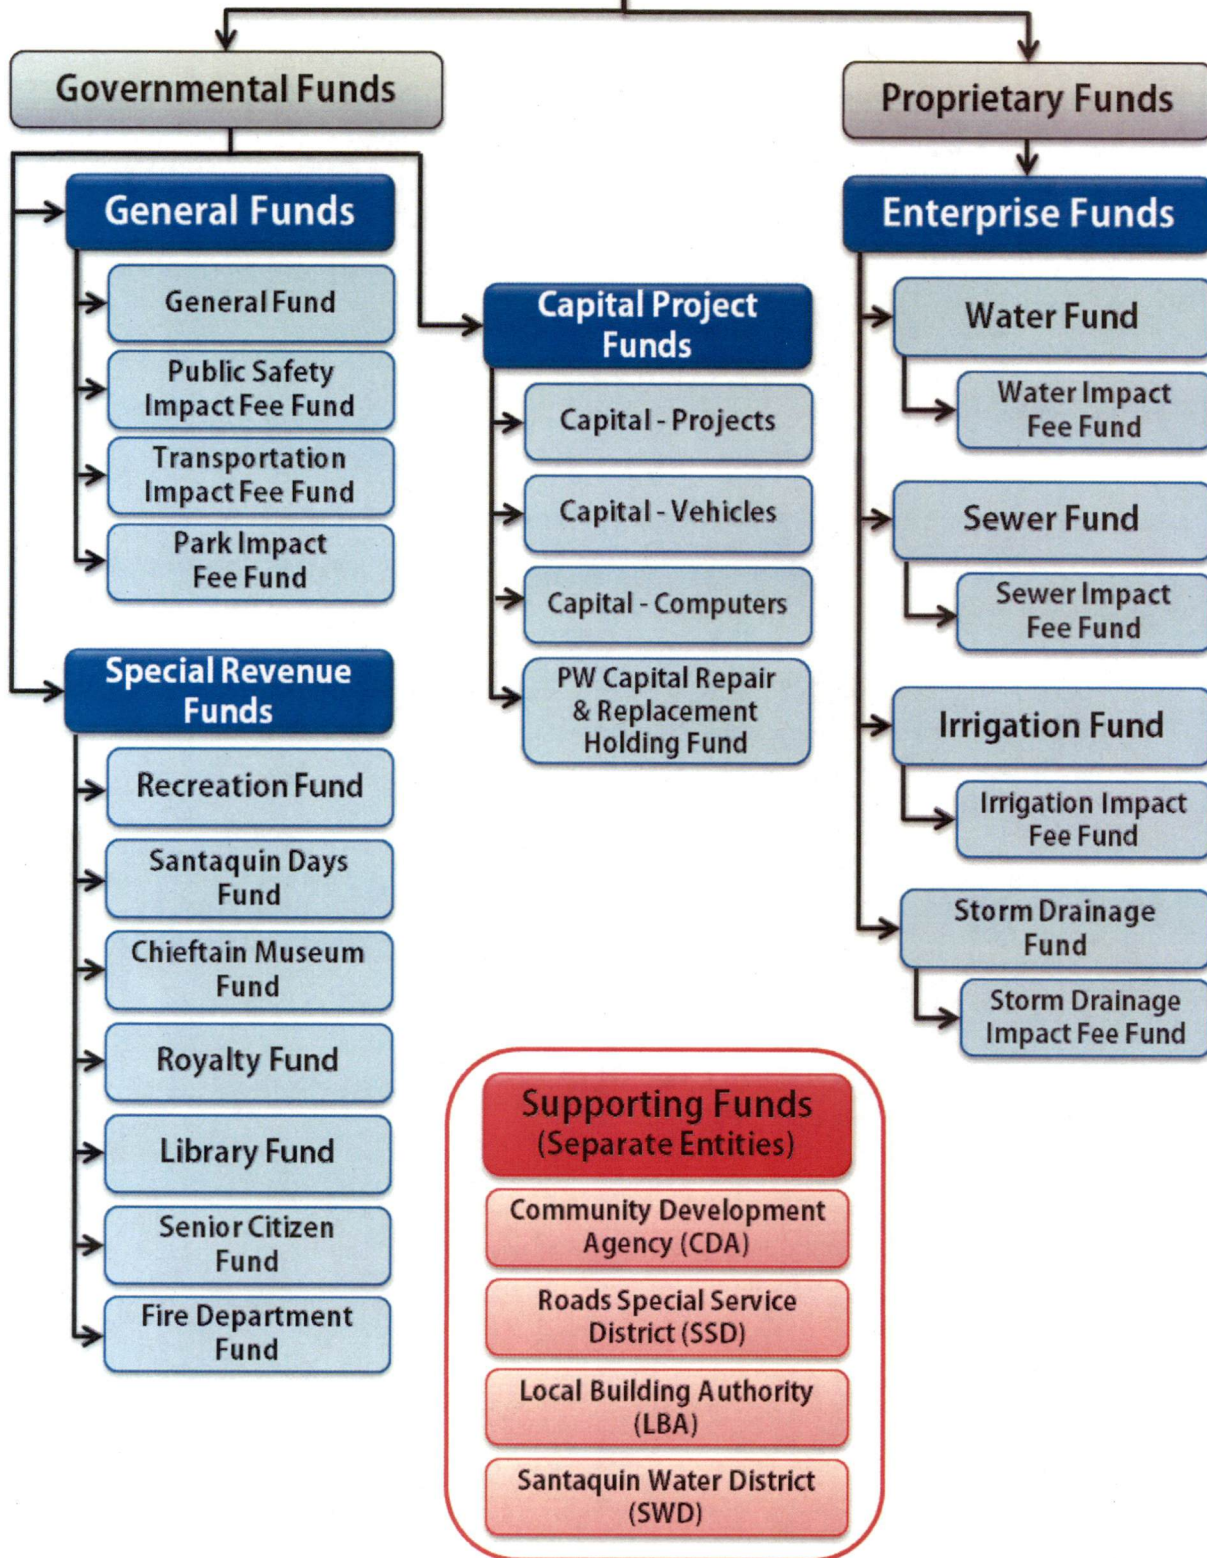 Governmental Funds
Proprietary Funds
General Funds
General Fund
Public Safety
Impact Fee Fund
Transportation
Impact Fee Fund
Park Impact
Fee Fund
Special Revenue
Funds
Recreation Fund
Santaquin Days
Fund
Chieftain Museum
Fund
Royalty Fund
Library Fund
Senior Citizen
Fund
Fire Department
Fund
Capital Project
Funds
Capital - Projects
Capital - Vehicles
Capital - Computers
PW Capital Repair
& Replacement
Holding Fund
Enterprise Funds
Water Fund
Water Impact
Fee Fund
Sewer Fund
Sewer Impact
Fee Fund
Irrigation Fund
Irrigation Impact
Fee Fund
Storm Drainage
Fund
Storm Drainage
Impact Fee Fund
Supporting Funds
(Separate Entities)
Community Development
Agency (CDA)
Roads Special Service
District (SSD)
Local Building Authority
(LBA)
Santaquin Water District
(SWD)